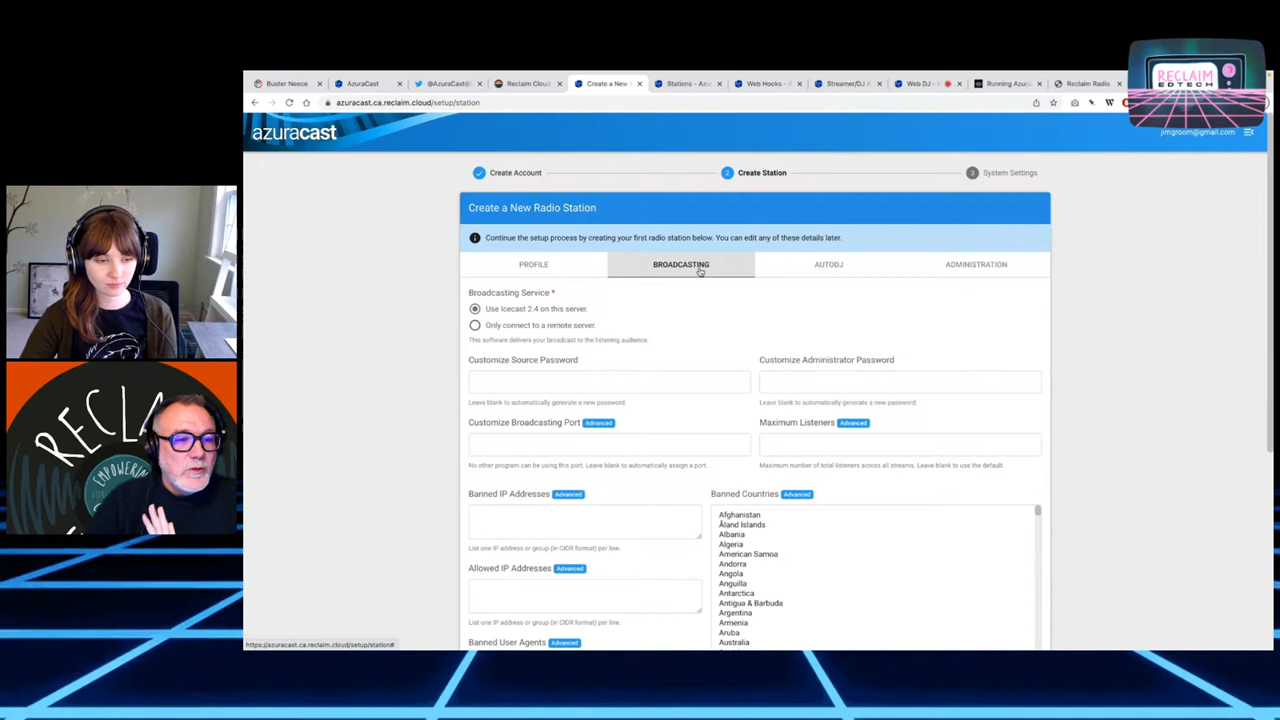 Buster Neece
AzuraCast
@AzuraCast@
Reclaim Cloud
Create a New R
Stations - Azu
Web Hooks - A
Streamer/DJ A
Web DJ -
Running Azura
Reclaim Radio
RECLAIM
EDTECH
azuracast.ca.reclaim.cloud/setup/station
azuracast
jimgroom@gmail.com
Create Account
2 Create Station
3 System Settings
Create a New Radio Station
Continue the setup process by creating your first radio station below. You can edit any of these details later.
PROFILE
BROADCASTING
AUTODJ
ADMINISTRATION
Broadcasting Service *
Use Icecast 2.4 on this server.
Only connect to a remote server.
This software delivers your broadcast to the listening audience.
Customize Source Password
Customize Administrator Password
Leave blank to automatically generate a new password.
Leave blank to automatically generate a new password.
Customize Broadcasting Port Advanced
Maximum Listeners Advanced
No other program can be using this port. Leave blank to automatically assign a port.
Maximum number of total listeners across all streams. Leave blank to use the default.
Banned IP Addresses Advanced
Banned Countries Advanced
List one IP address or group (in CIDR format) per line.
Allowed IP Addresses Advanced
List one IP address or group (in CIDR format) per line.
Banned User Agents Advanced
Afghanistan
Åland Islands
Albania
Algeria
American Samoa
Andorra
Angola
Anguilla
Antarctica
Antigua & Barbuda
Argentina
Armenia
Aruba
Australia
https://azuracast.ca.reclaim.cloud/setup/station#
RECLA
EMPOWERING